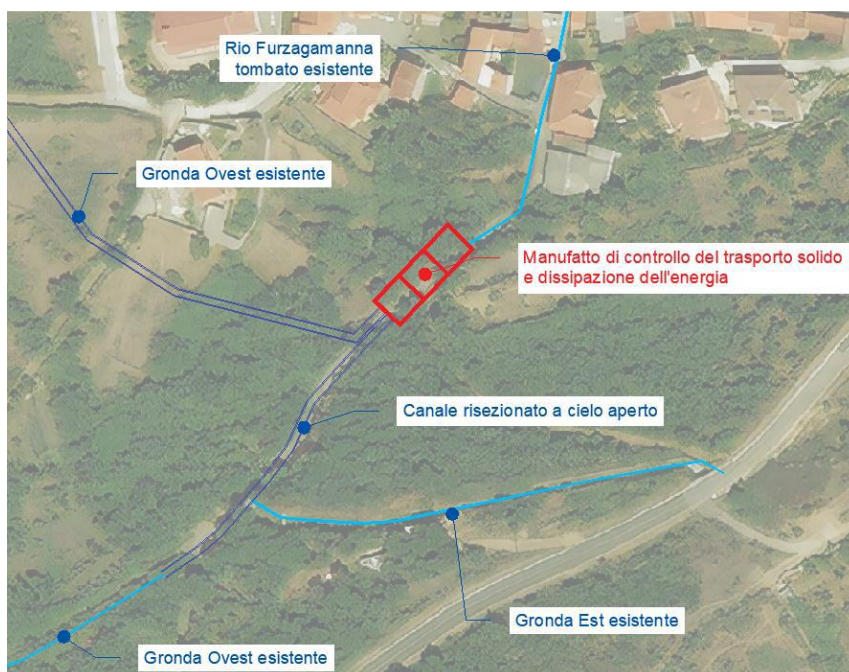 Rio Furzagamanna
tombato esistente
Gronda Ovest esistente
Manufatto di controllo del trasporto solido
e dissipazione dell'energia
Canale risezionato a cielo aperto
Gronda Est esistente
Gronda Ovest esistente